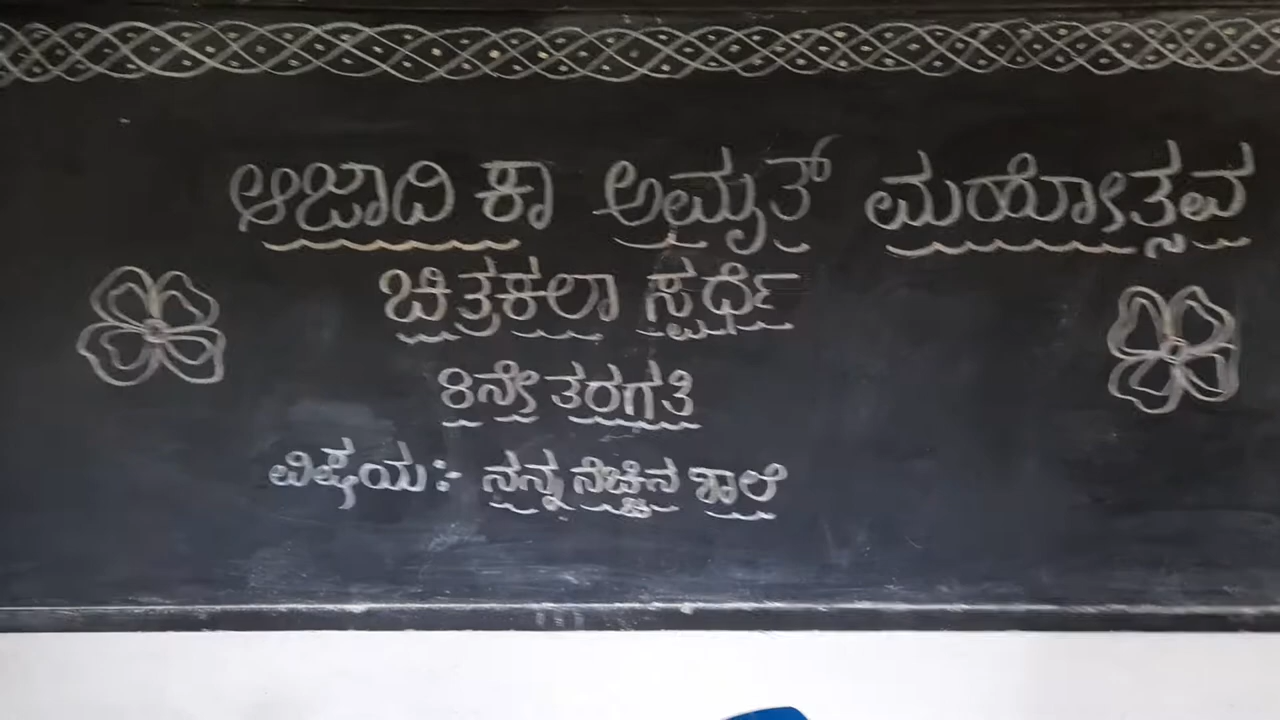 ಆಜಾದಿ ಕಾ ಅಮೃತ್ ಮಹೋತ್ಸವ
ಚಿತ್ರಕಲಾ ಸ್ಪರ್ಧೆ
8ನೇ ತರಗತಿ
ವಿಷಯ:- ನನ್ನ ನೆಚ್ಚಿನ ಶಾಲೆ